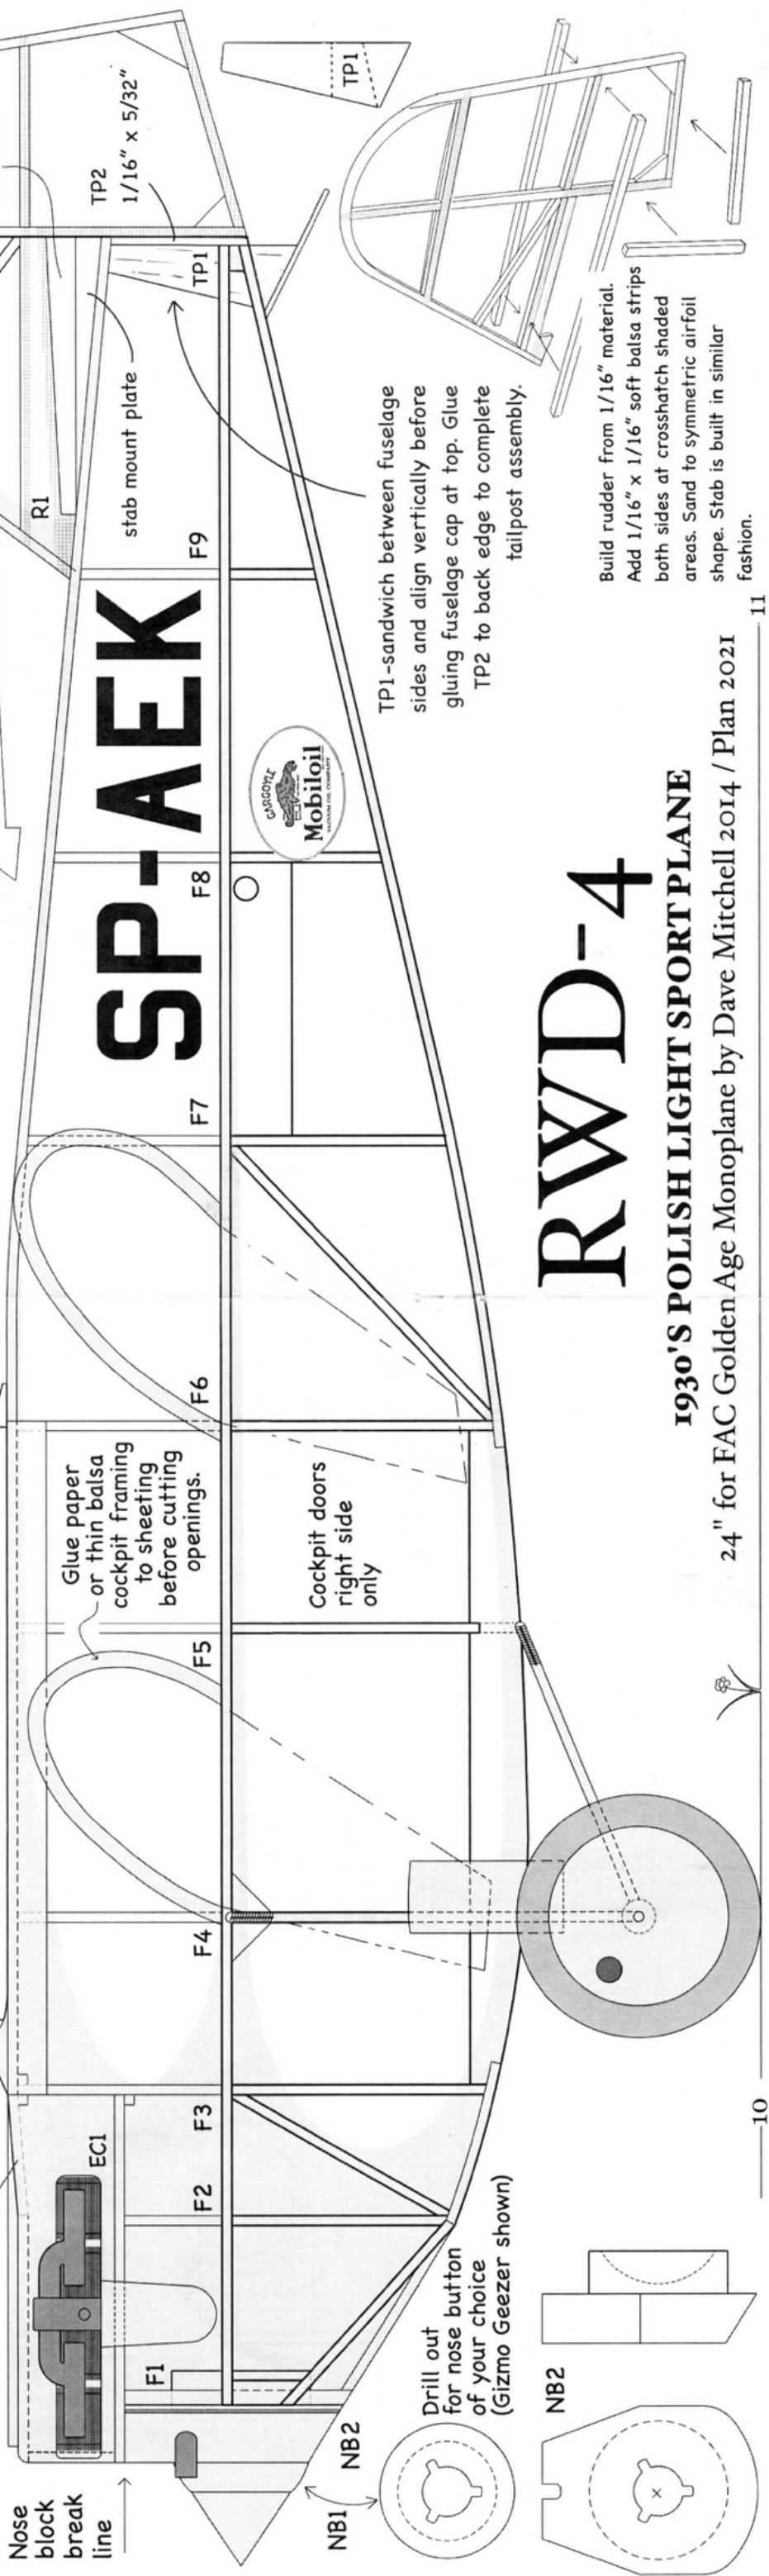 TP2
1/16" x 5/32"
TP1
TP1
R1
stab mount plate
TP1-sandwich between fuselage
sides and align vertically before
gluing fuselage cap at top. Glue
TP2 to back edge to complete
tailpost assembly.
Build rudder from 1/16" material.
Add 1/16" x 1/16" soft balsa strips
both sides at crosshatch shaded
areas. Sand to symmetric airfoil
shape. Stab is built in similar
fashion.
F9
SP-AEK
GARGOYLE
Mobiloil
VACUUM OIL COMPANY
F8
F7
F6
Glue paper
or thin balsa
cockpit framing
to sheeting
before cutting
openings.
Cockpit doors
right side
only
F5
F4
F3
F2
EC1
F1
RWD-4
1930'S POLISH LIGHT SPORT PLANE
24" for FAC Golden Age Monoplane by Dave Mitchell 2014 / Plan 2021
11
10
Nose
block
break
line
NB1
NB2
Drill out
for nose button
of your choice
(Gizmo Geezer shown)
NB2